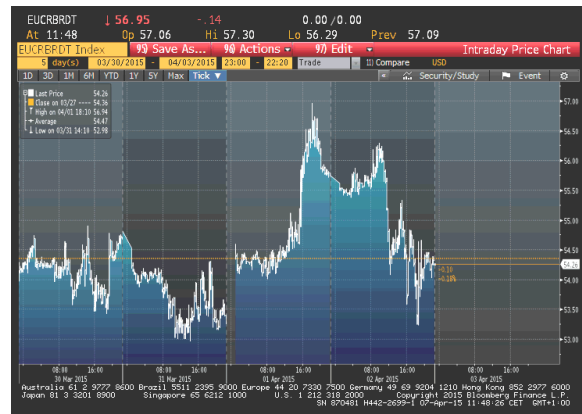 EUCRBRDT ↓ 56.95 -.14 0.00 / 0.00
At 11:48 Op 57.06 Hi 57.30 Lo 56.29 Prev 57.09
EUCRBRDT Index 95) Save As... 96) Actions 97) Edit Intraday Price Chart
5 day(s) 03/30/2015 - 04/03/2015 23:00 - 22:20 Trade 11) Compare USD
1D 3D 1M 6M YTD 1Y 5Y Max Tick ▼ Security/Study Event
Last Price 54.26
Close on 03/27 ---- 54.36
High on 04/01 18:10 56.94
Average 54.47
Low on 03/31 14:10 52.98
57.00
56.50
56.00
55.50
55.00
54.50
54.26
54.00
53.50
53.00
-0.10
-0.18%
08:00 16:00 08:00 16:00 08:00 16:00 08:00 16:00 08:00 16:00
30 Mar 2015 31 Mar 2015 01 Apr 2015 02 Apr 2015 03 Apr 2015
Australia 61 2 9777 8600 Brazil 5511 2395 9000 Europe 44 20 7330 7500 Germany 49 69 9204 1210 Hong Kong 852 2977 6000
Japan 81 3 3201 8900 Singapore 65 6212 1000 U.S. 1 212 318 2000 Copyright 2015 Bloomberg Finance L.P.
SN 870481 H442-2699-1 07-Apr-15 11:48:26 CET GMT+1:00